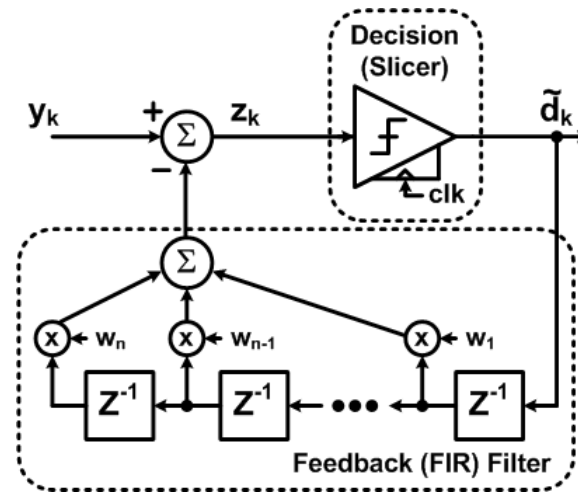 Decision
(Slicer)
y_k
+
z_k
d̃_k
Σ
−
clk
Σ
x
w_n
x
w_{n-1}
x
w_1
Z^{-1}
Z^{-1}
•••
Z^{-1}
Feedback (FIR) Filter